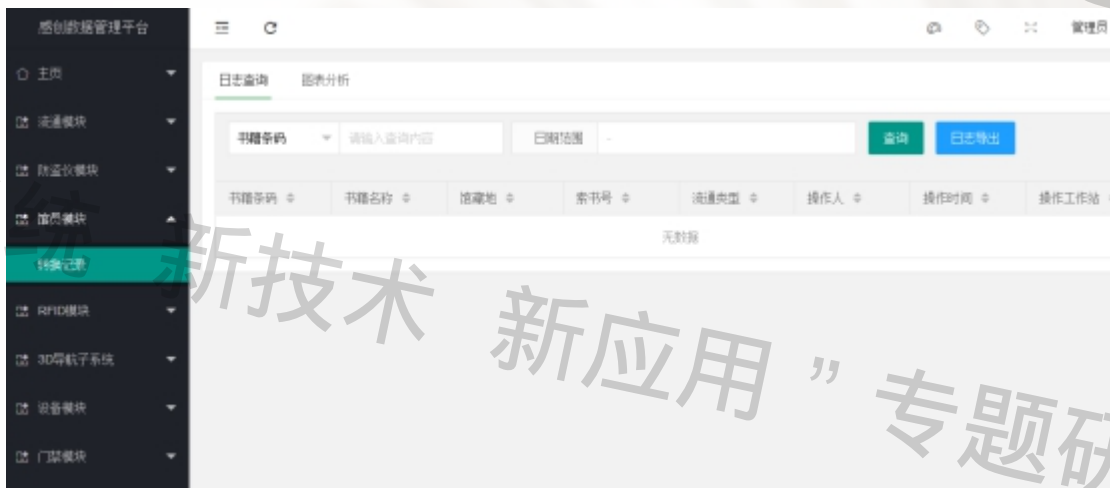 感创数据管理平台
管理员
主页
日志查询 图表分析
流通模块
书籍条码 请输入查询内容 日期范围 - 查询 日志导出
防盗仪模块
书籍条码 书籍名称 馆藏地 索书号 流通类型 操作人 操作时间 操作工作站
馆员模块
无数据
转换记录
RFID模块
3D导航子系统
设备模块
门禁模块
统 新技术 新应用 ” 专题研